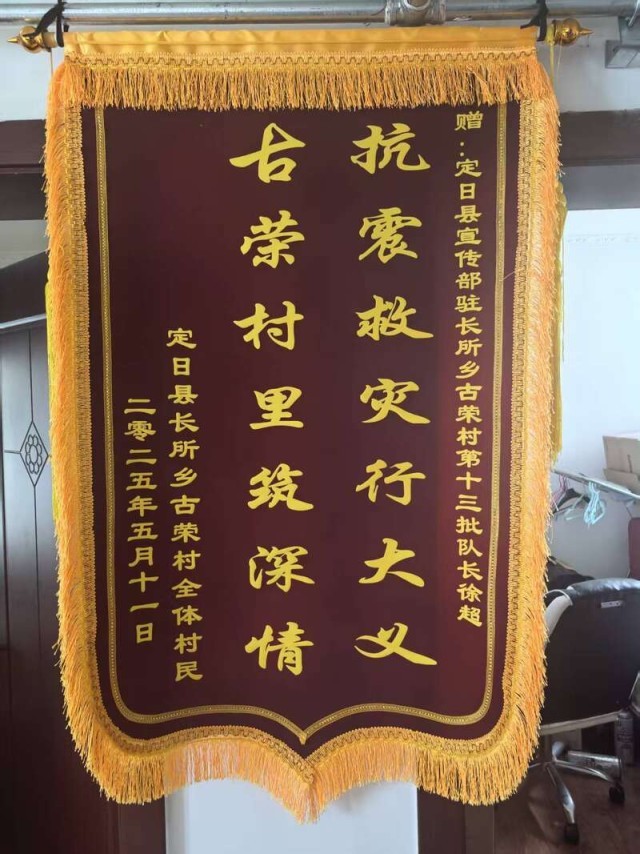 赠：定日县宣传部驻长所乡古荣村第十三批队长徐超
抗震救灾行大义
古荣村里筑深情
定日县长所乡古荣村全体村民
二零二五年五月十一日